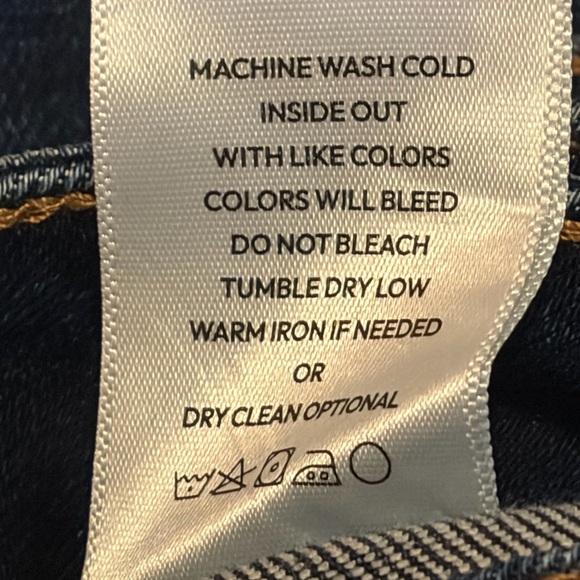 MACHINE WASH COLD
INSIDE OUT
WITH LIKE COLORS
COLORS WILL BLEED
DO NOT BLEACH
TUMBLE DRY LOW
WARM IRON IF NEEDED
OR
DRY CLEAN OPTIONAL